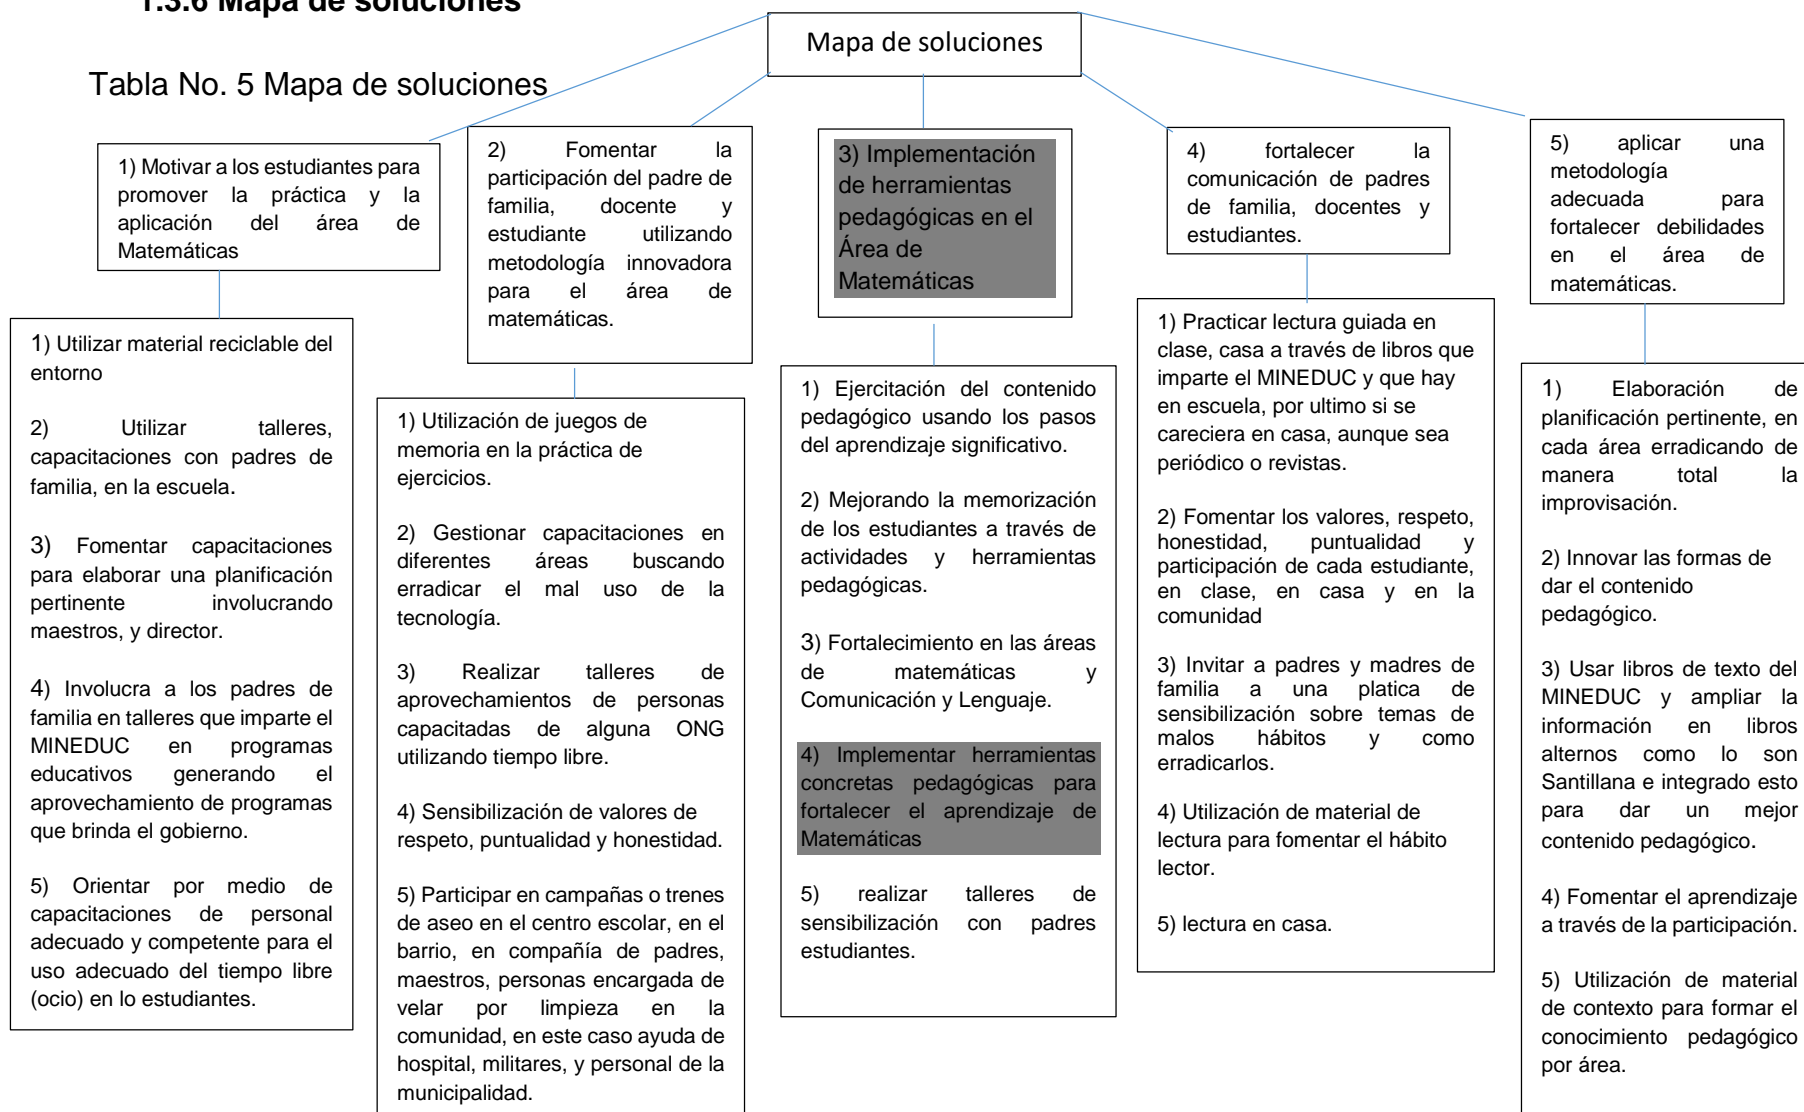 1.3.6 Mapa de soluciones
Mapa de soluciones
Tabla No. 5 Mapa de soluciones
1) Motivar a los estudiantes para
promover la práctica y la
aplicación del área de
Matemáticas
2) Fomentar la
participación del padre de
familia, docente y
estudiante utilizando
metodología innovadora
para el área de
matemáticas.
3) Implementación
de herramientas
pedagógicas en el
Área de
Matemáticas
4) fortalecer la
comunicación de padres
de familia, docentes y
estudiantes.
5) aplicar una
metodología
adecuada para
fortalecer debilidades
en el área de
matemáticas.
1) Utilizar material reciclable del
entorno
2) Utilizar talleres,
capacitaciones con padres de
familia, en la escuela.
3) Fomentar capacitaciones
para elaborar una planificación
pertinente involucrando
maestros, y director.
4) Involucra a los padres de
familia en talleres que imparte el
MINEDUC en programas
educativos generando el
aprovechamiento de programas
que brinda el gobierno.
5) Orientar por medio de
capacitaciones de personal
adecuado y competente para el
uso adecuado del tiempo libre
(ocio) en lo estudiantes.
1) Utilización de juegos de
memoria en la práctica de
ejercicios.
2) Gestionar capacitaciones en
diferentes áreas buscando
erradicar el mal uso de la
tecnología.
3) Realizar talleres de
aprovechamientos de personas
capacitadas de alguna ONG
utilizando tiempo libre.
4) Sensibilización de valores de
respeto, puntualidad y honestidad.
5) Participar en campañas o trenes
de aseo en el centro escolar, en el
barrio, en compañía de padres,
maestros, personas encargada de
velar por limpieza en la
comunidad, en este caso ayuda de
hospital, militares, y personal de la
municipalidad.
1) Ejercitación del contenido
pedagógico usando los pasos
del aprendizaje significativo.
2) Mejorando la memorización
de los estudiantes a través de
actividades y herramientas
pedagógicas.
3) Fortalecimiento en las áreas
de matemáticas y
Comunicación y Lenguaje.
4) Implementar herramientas
concretas pedagógicas para
fortalecer el aprendizaje de
Matemáticas
5) realizar talleres de
sensibilización con padres
estudiantes.
1) Practicar lectura guiada en
clase, casa a través de libros que
imparte el MINEDUC y que hay
en escuela, por ultimo si se
careciera en casa, aunque sea
periódico o revistas.
2) Fomentar los valores, respeto,
honestidad, puntualidad y
participación de cada estudiante,
en clase, en casa y en la
comunidad
3) Invitar a padres y madres de
familia a una platica de
sensibilización sobre temas de
malos hábitos y como
erradicarlos.
4) Utilización de material de
lectura para fomentar el hábito
lector.
5) lectura en casa.
1) Elaboración de
planificación pertinente, en
cada área erradicando de
manera total la
improvisación.
2) Innovar las formas de
dar el contenido
pedagógico.
3) Usar libros de texto del
MINEDUC y ampliar la
información en libros
alternos como lo son
Santillana e integrado esto
para dar un mejor
contenido pedagógico.
4) Fomentar el aprendizaje
a través de la participación.
5) Utilización de material
de contexto para formar el
conocimiento pedagógico
por área.